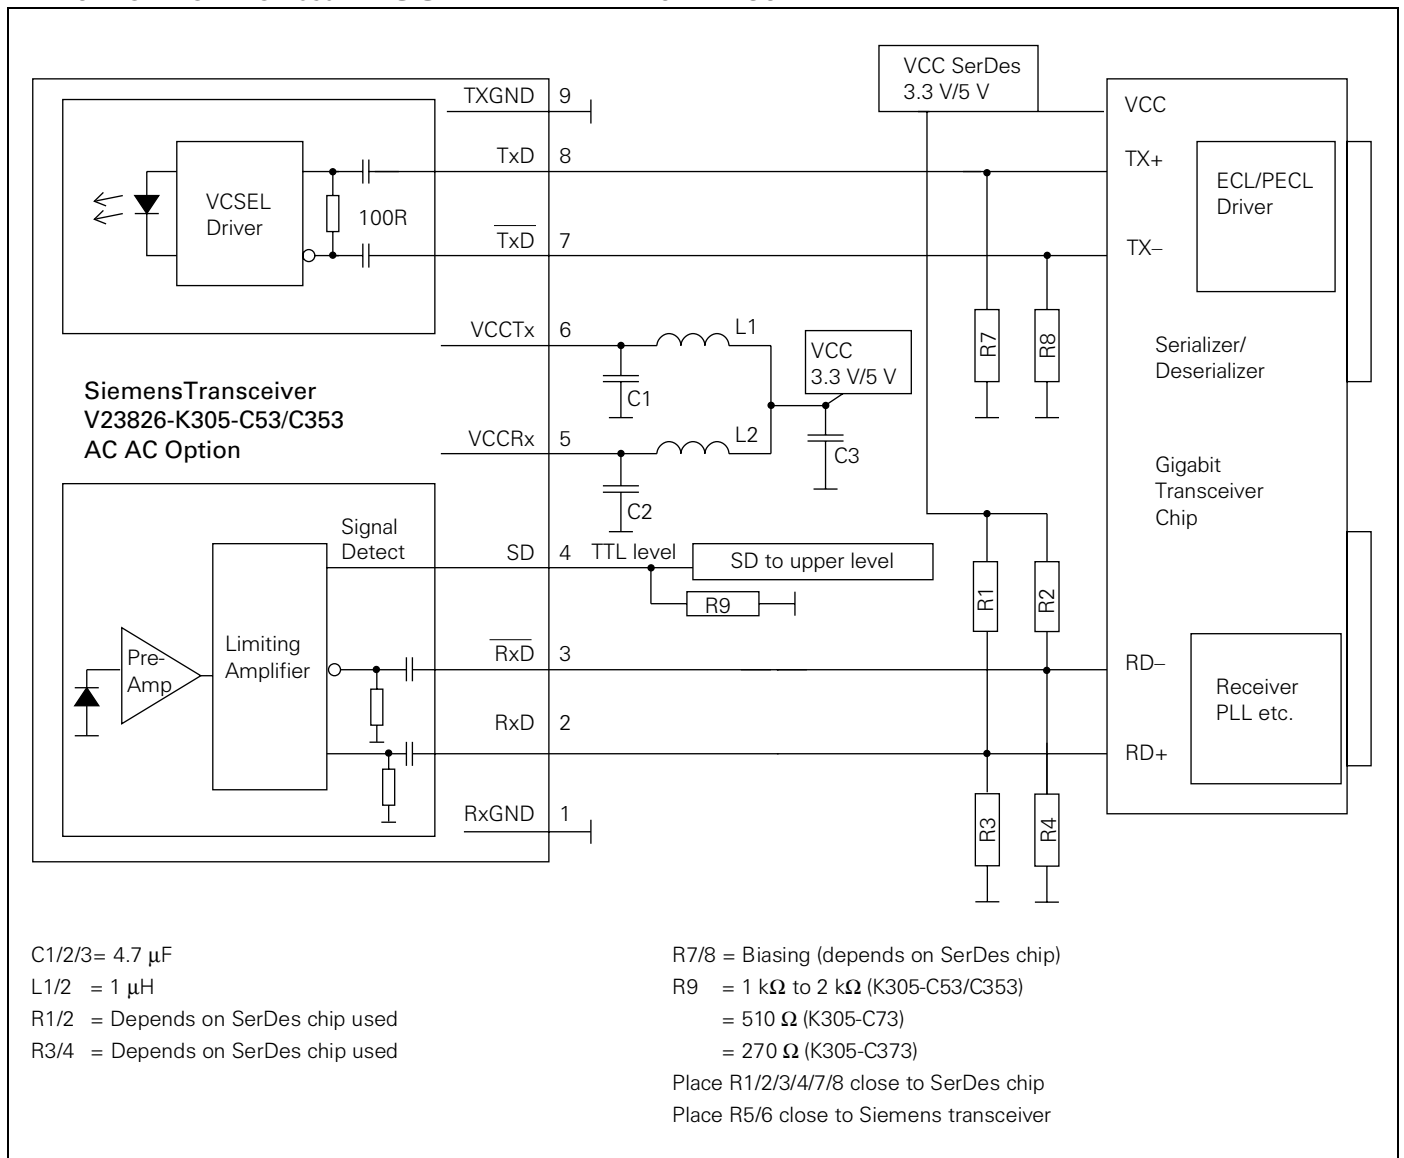 VCC SerDes
3.3 V/5 V
TXGND 9
VCC
TxD 8
TX+
VCSEL
Driver
100R
ECL/PECL
Driver
TxD 7
TX–
VCCTx 6
L1
VCC
3.3 V/5 V
R7
R8
Serializer/
Deserializer
C1
SiemensTransceiver
V23826-K305-C53/C353
AC AC Option
VCCRx 5
L2
C3
Gigabit
Transceiver
Chip
C2
Signal
Detect
SD 4 TTL level
SD to upper level
R9
R1
R2
Pre-
Amp
Limiting
Amplifier
RxD 3
RD–
Receiver
PLL etc.
RxD 2
RD+
RxGND 1
R3
R4
C1/2/3= 4.7 μF
L1/2 = 1 μH
R1/2 = Depends on SerDes chip used
R3/4 = Depends on SerDes chip used
R7/8 = Biasing (depends on SerDes chip)
R9 = 1 kΩ to 2 kΩ (K305-C53/C353)
= 510 Ω (K305-C73)
= 270 Ω (K305-C373)
Place R1/2/3/4/7/8 close to SerDes chip
Place R5/6 close to Siemens transceiver